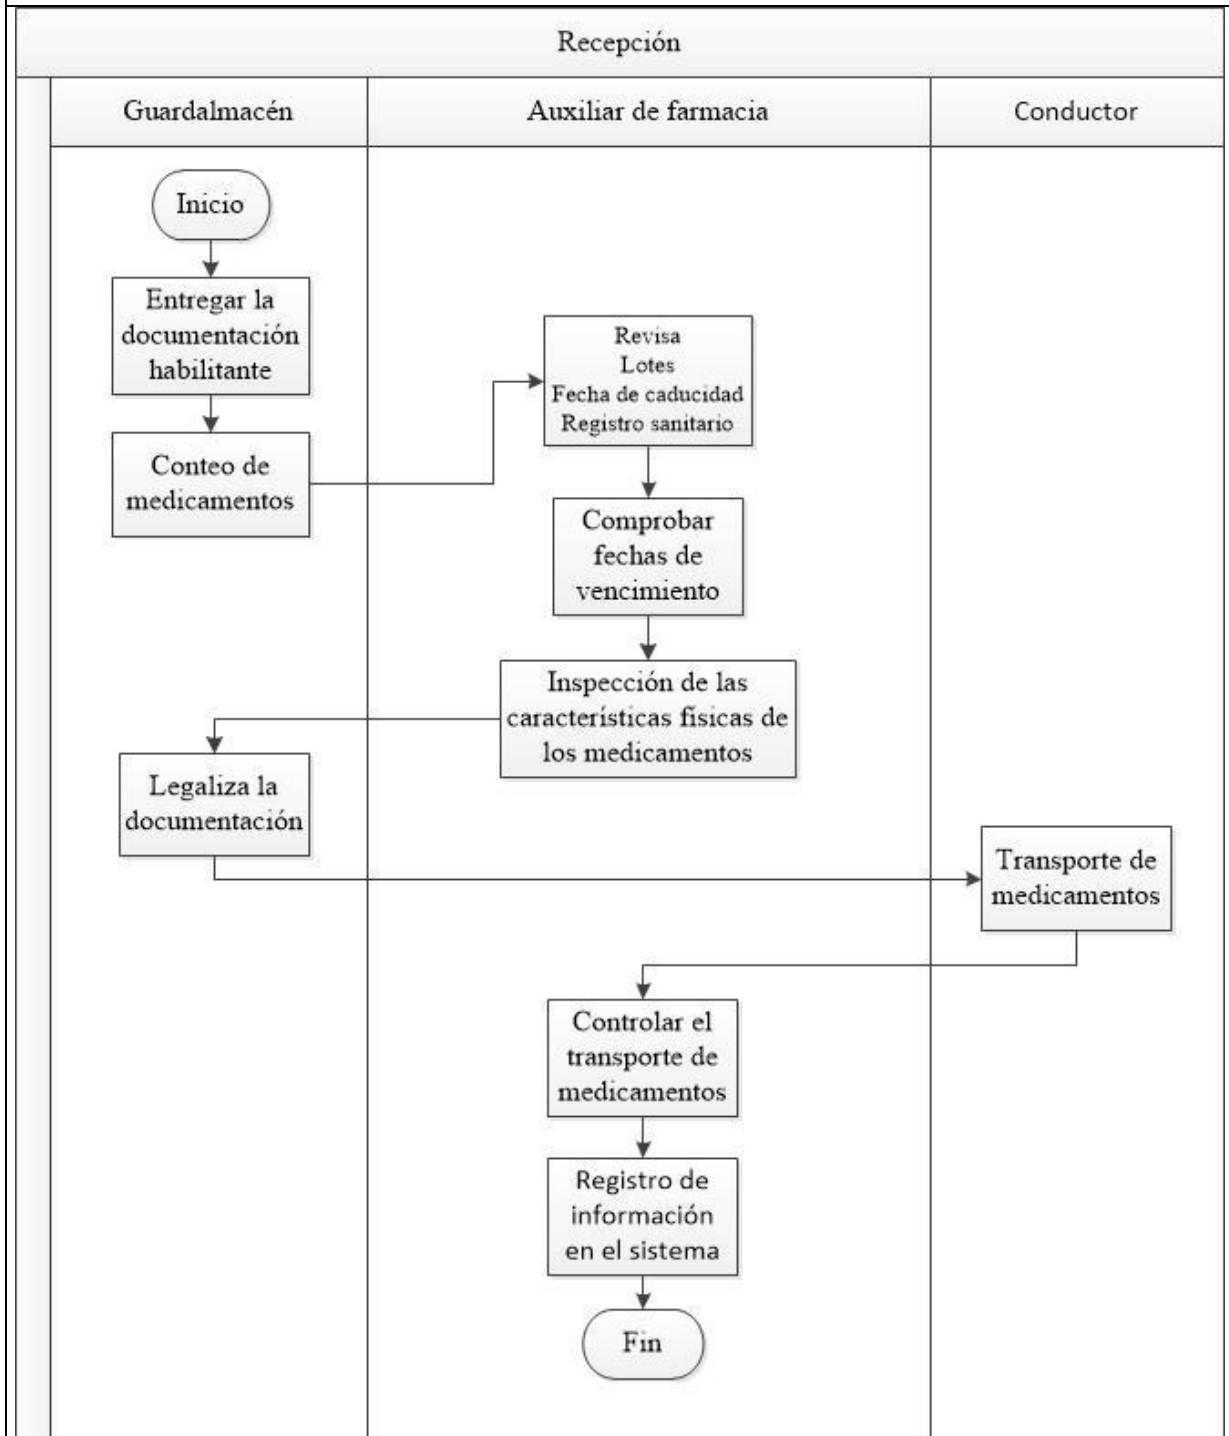 Recepción
Guardalmacén
Auxiliar de farmacia
Conductor
Inicio
Entregar la
documentación
habilitante
Conteo de
medicamentos
Revisa
Lotes
Fecha de caducidad
Registro sanitario
Comprobar
fechas de
vencimiento
Inspección de las
características físicas de
los medicamentos
Legaliza la
documentación
Transporte de
medicamentos
Controlar el
transporte de
medicamentos
Registro de
información
en el sistema
Fin